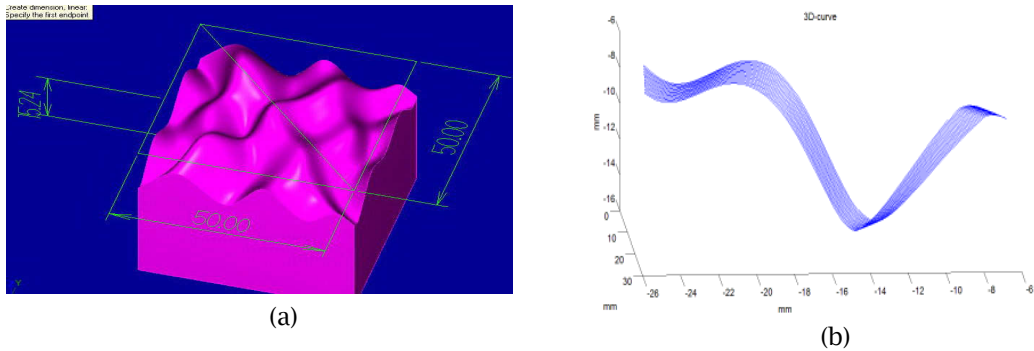 Create dimension, linear:
Specify the first endpoint
15.24
50.00
50.00
Y
(a)
3D-curve
-6
-8
-10
-12
-14
-16
mm
0
10
20
30
mm
-26
-24
-22
-20
-18
-16
-14
-12
-10
-8
-6
mm
(b)